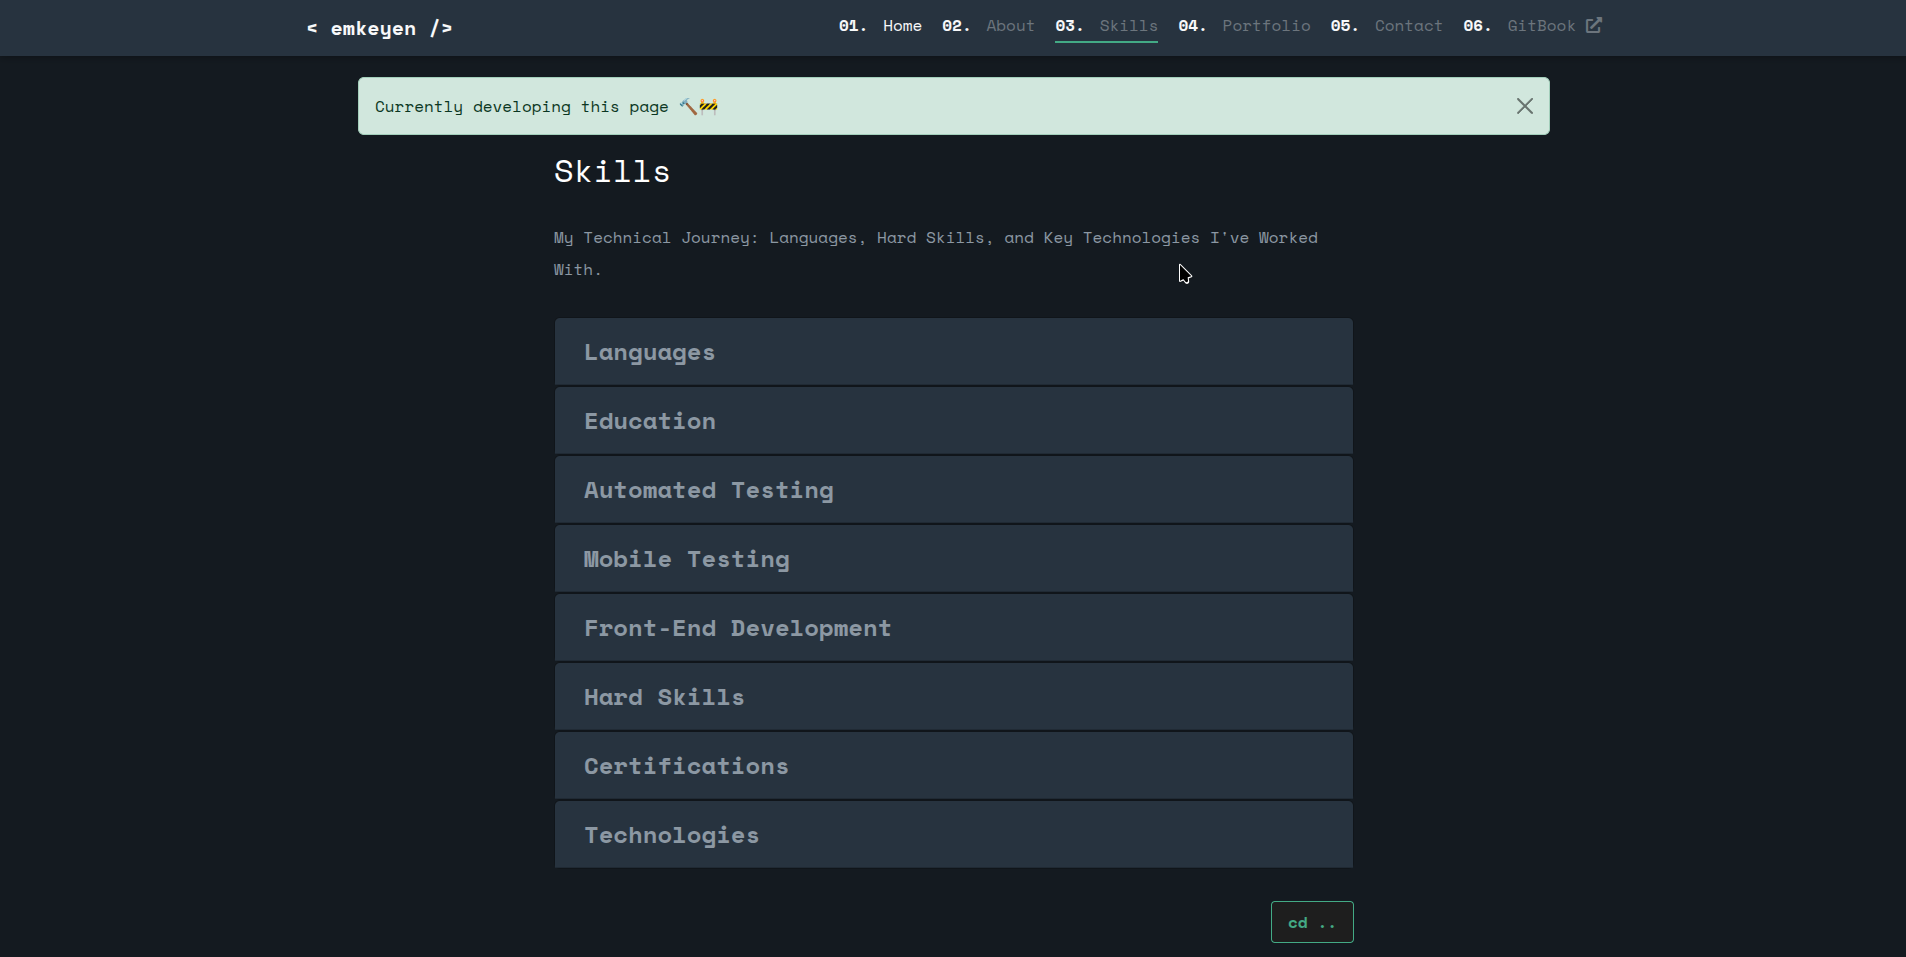 < emkeyen />
01. Home 02. About 03. Skills 04. Portfolio 05. Contact 06. GitBook
Currently developing this page 🔨🚧
Skills
My Technical Journey: Languages, Hard Skills, and Key Technologies I've Worked
With.
Languages
Education
Automated Testing
Mobile Testing
Front-End Development
Hard Skills
Certifications
Technologies
cd ..